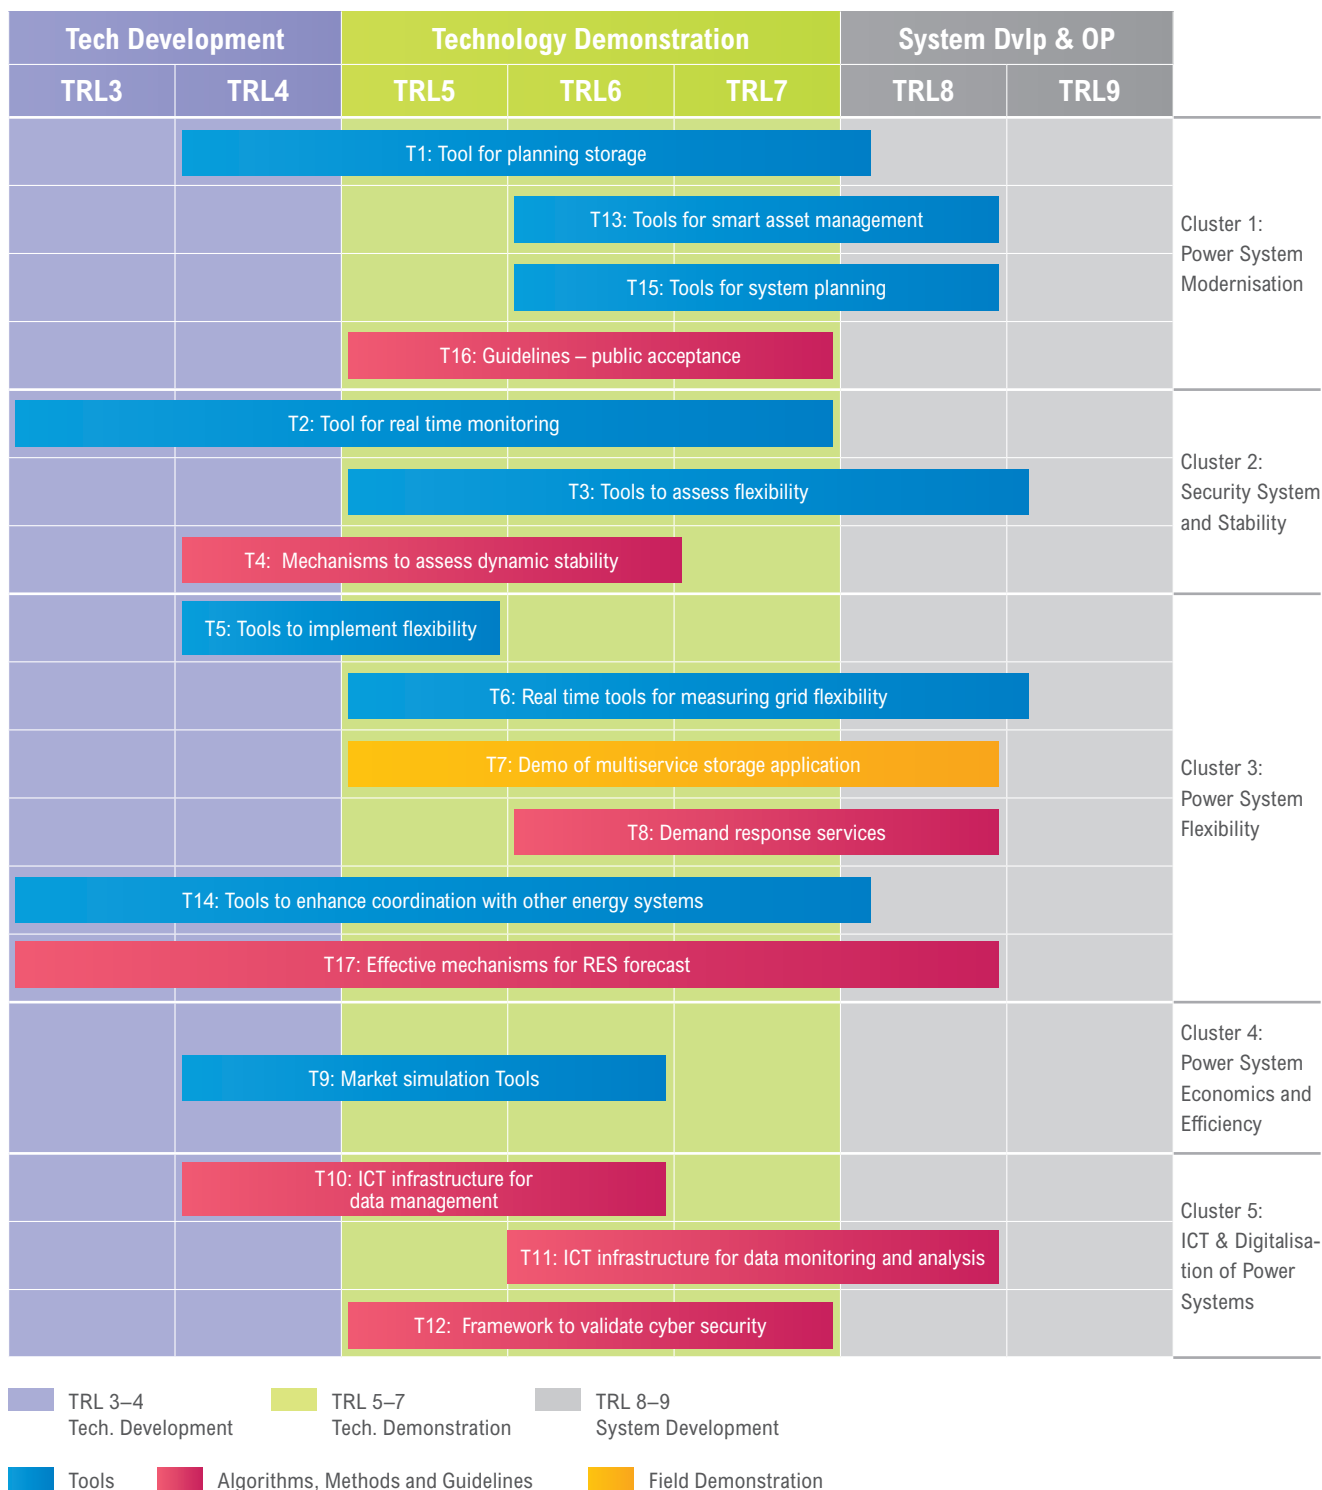 Tech Development
Technology Demonstration
System Dvlp & OP
TRL3
TRL4
TRL5
TRL6
TRL7
TRL8
TRL9
T1: Tool for planning storage
T13: Tools for smart asset management
T15: Tools for system planning
T16: Guidelines – public acceptance
Cluster 1:
Power System
Modernisation
T2: Tool for real time monitoring
T3: Tools to assess flexibility
T4: Mechanisms to assess dynamic stability
Cluster 2:
Security System
and Stability
T5: Tools to implement flexibility
T6: Real time tools for measuring grid flexibility
T7: Demo of multiservice storage application
T8: Demand response services
T14: Tools to enhance coordination with other energy systems
T17: Effective mechanisms for RES forecast
Cluster 3:
Power System
Flexibility
T9: Market simulation Tools
Cluster 4:
Power System
Economics and
Efficiency
T10: ICT infrastructure for
data management
T11: ICT infrastructure for data monitoring and analysis
T12: Framework to validate cyber security
Cluster 5:
ICT & Digitalisa-
tion of Power
Systems
TRL 3–4
Tech. Development
TRL 5–7
Tech. Demonstration
TRL 8–9
System Development
Tools
Algorithms, Methods and Guidelines
Field Demonstration